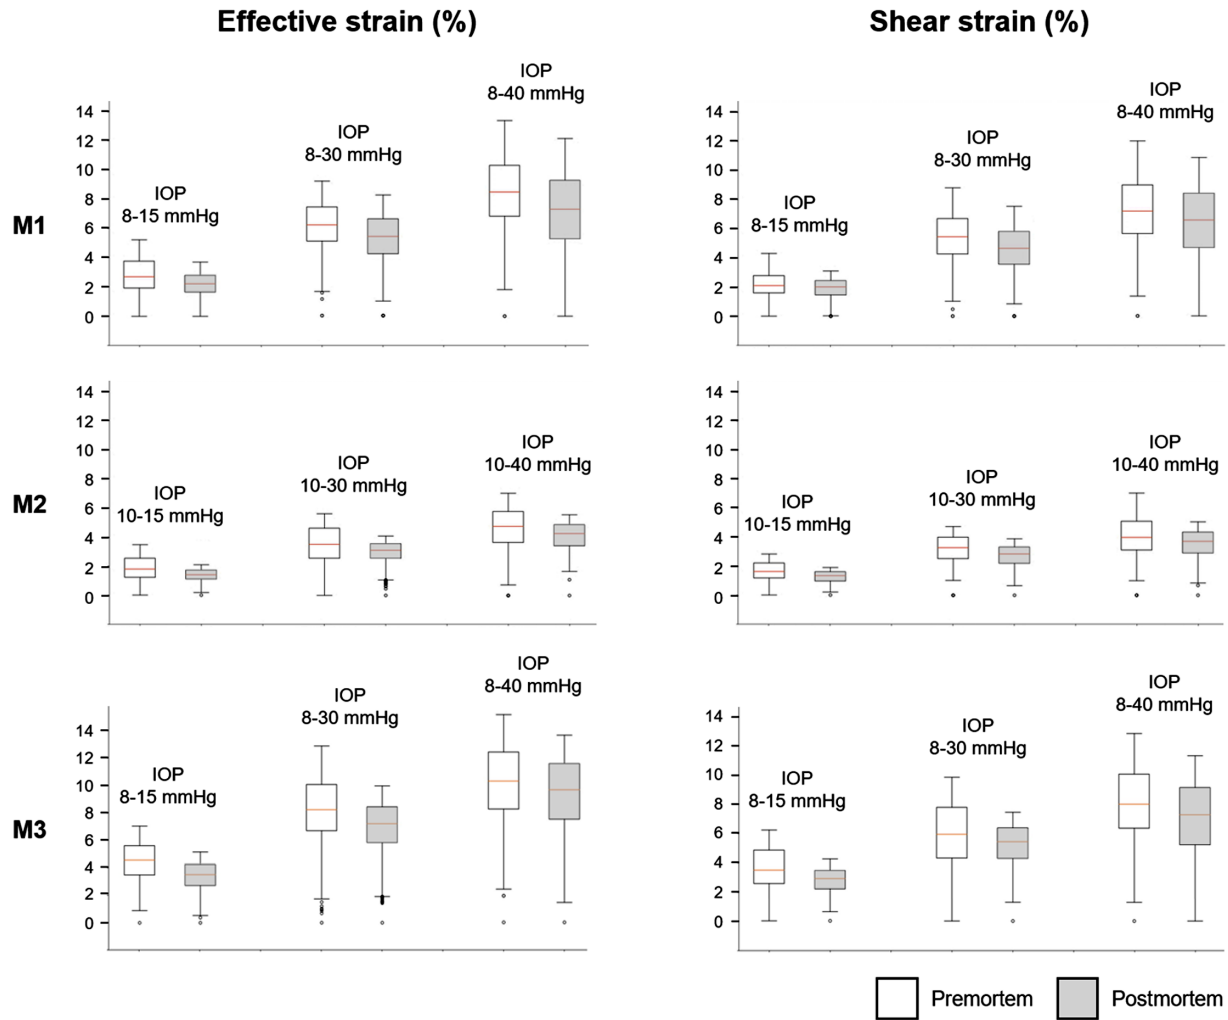 Effective strain (%)
Shear strain (%)
M1
14
12
10
8
6
4
2
0
IOP
8-15 mmHg
IOP
8-30 mmHg
IOP
8-40 mmHg
14
12
10
8
6
4
2
0
IOP
8-15 mmHg
IOP
8-30 mmHg
IOP
8-40 mmHg
M2
14
12
10
8
6
4
2
0
IOP
10-15 mmHg
IOP
10-30 mmHg
IOP
10-40 mmHg
14
12
10
8
6
4
2
0
IOP
10-15 mmHg
IOP
10-30 mmHg
IOP
10-40 mmHg
M3
14
12
10
8
6
4
2
0
IOP
8-15 mmHg
IOP
8-30 mmHg
IOP
8-40 mmHg
14
12
10
8
6
4
2
0
IOP
8-15 mmHg
IOP
8-30 mmHg
IOP
8-40 mmHg
Premortem
Postmortem